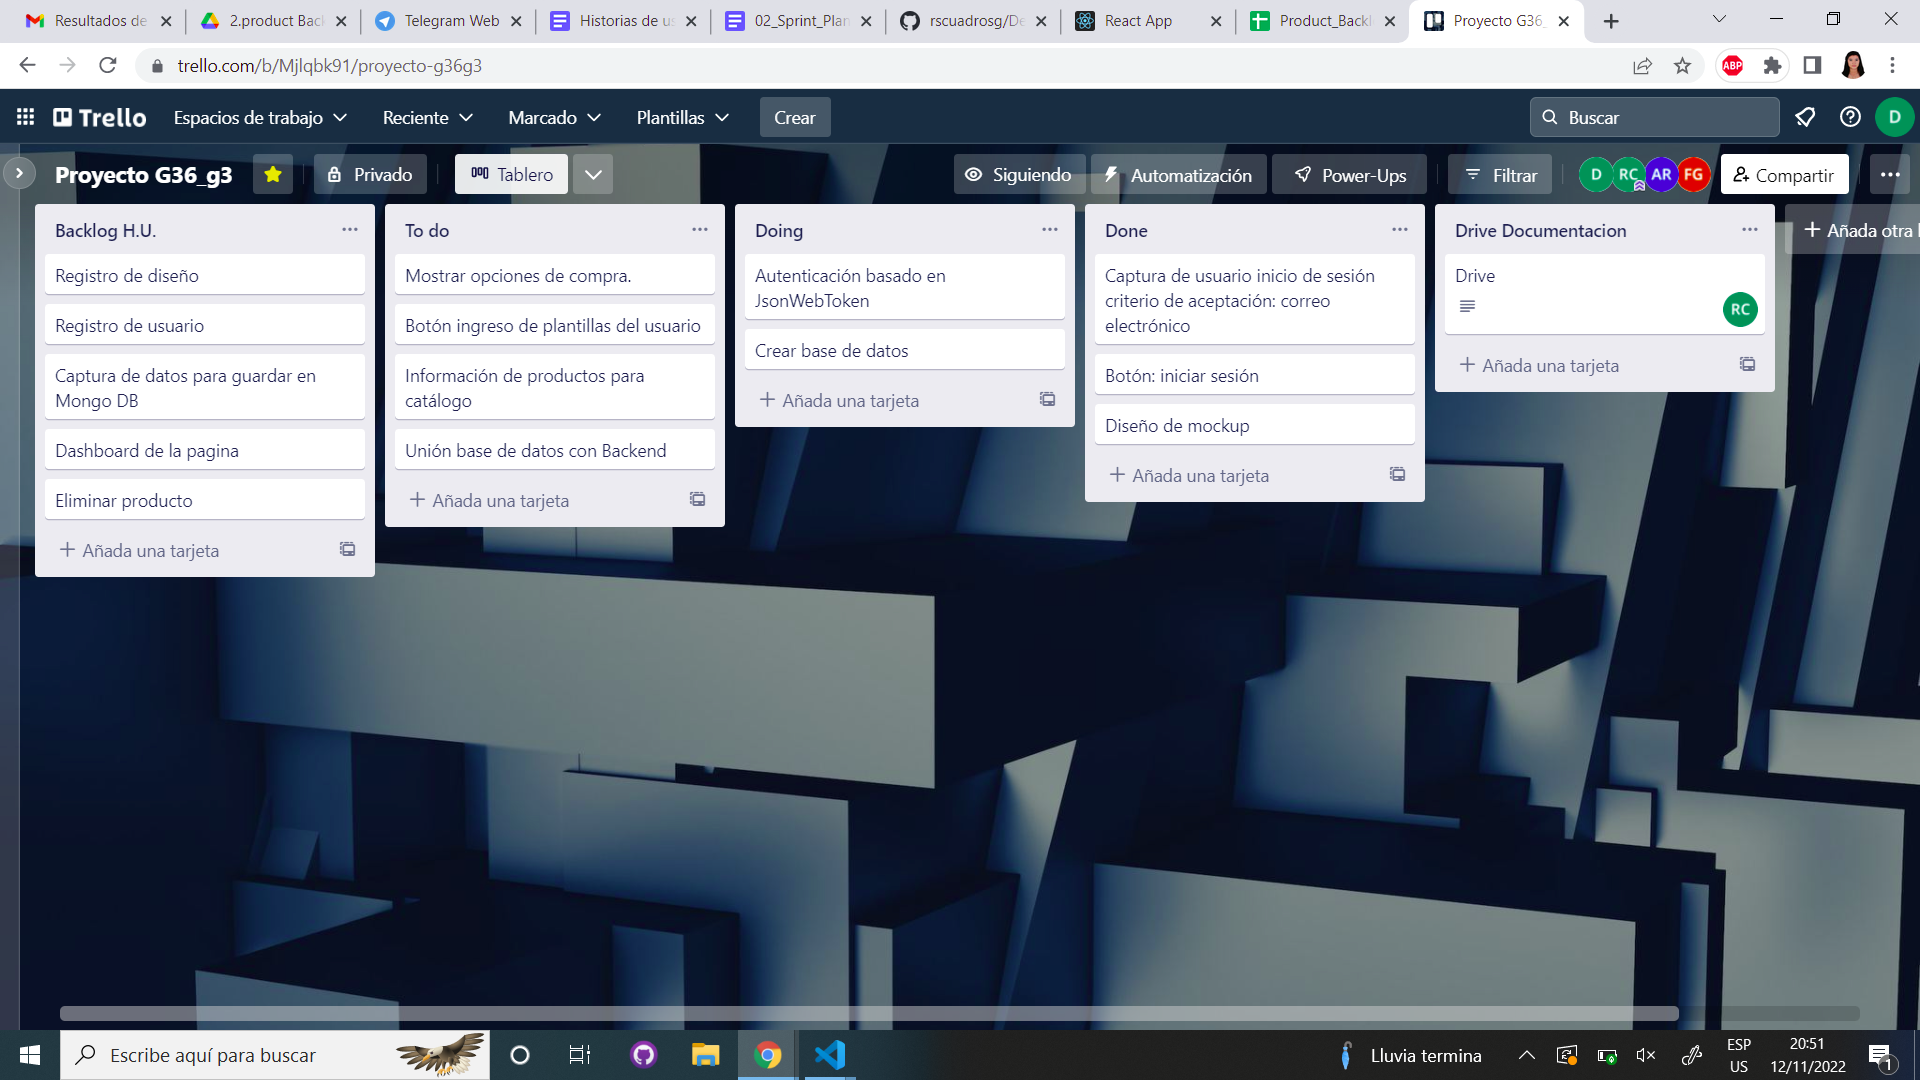 Resultados de
2.product Back
Telegram Web
Historias de us
02_Sprint_Plan
rscuadrosg/De
React App
Product_Backl
Proyecto G36_
trello.com/b/Mjlqbk91/proyecto-g36g3
ABP
Trello
Espacios de trabajo
Reciente
Marcado
Plantillas
Crear
Buscar
D
Proyecto G36_g3
Privado
Tablero
Siguiendo
Automatización
Power-Ups
Filtrar
D
RC
AR
FG
Compartir
Backlog H.U.
Registro de diseño
Registro de usuario
Captura de datos para guardar en
Mongo DB
Dashboard de la pagina
Eliminar producto
Añada una tarjeta
To do
Mostrar opciones de compra.
Botón ingreso de plantillas del usuario
Información de productos para
catálogo
Unión base de datos con Backend
Añada una tarjeta
Doing
Autenticación basado en
JsonWebToken
Crear base de datos
Añada una tarjeta
Done
Captura de usuario inicio de sesión
criterio de aceptación: correo
electrónico
Botón: iniciar sesión
Diseño de mockup
Añada una tarjeta
Drive Documentacion
Drive
RC
Añada una tarjeta
Añada otra l
Escribe aquí para buscar
Lluvia termina
ESP
US
20:51
12/11/2022
1